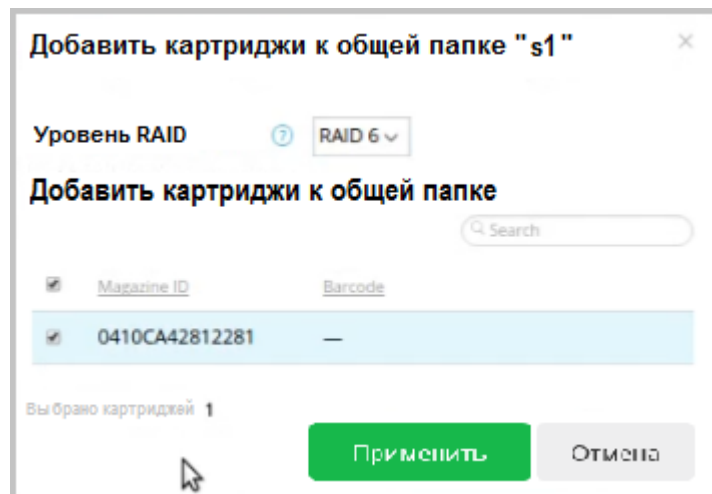 Добавить картриджи к общей папке "s1" ×
Уровень RAID ? RAID 6
Добавить картриджи к общей папке
Search
Magazine ID Barcode
0410CA42812281 —
Выбрано картриджей 1
Применить Отмена